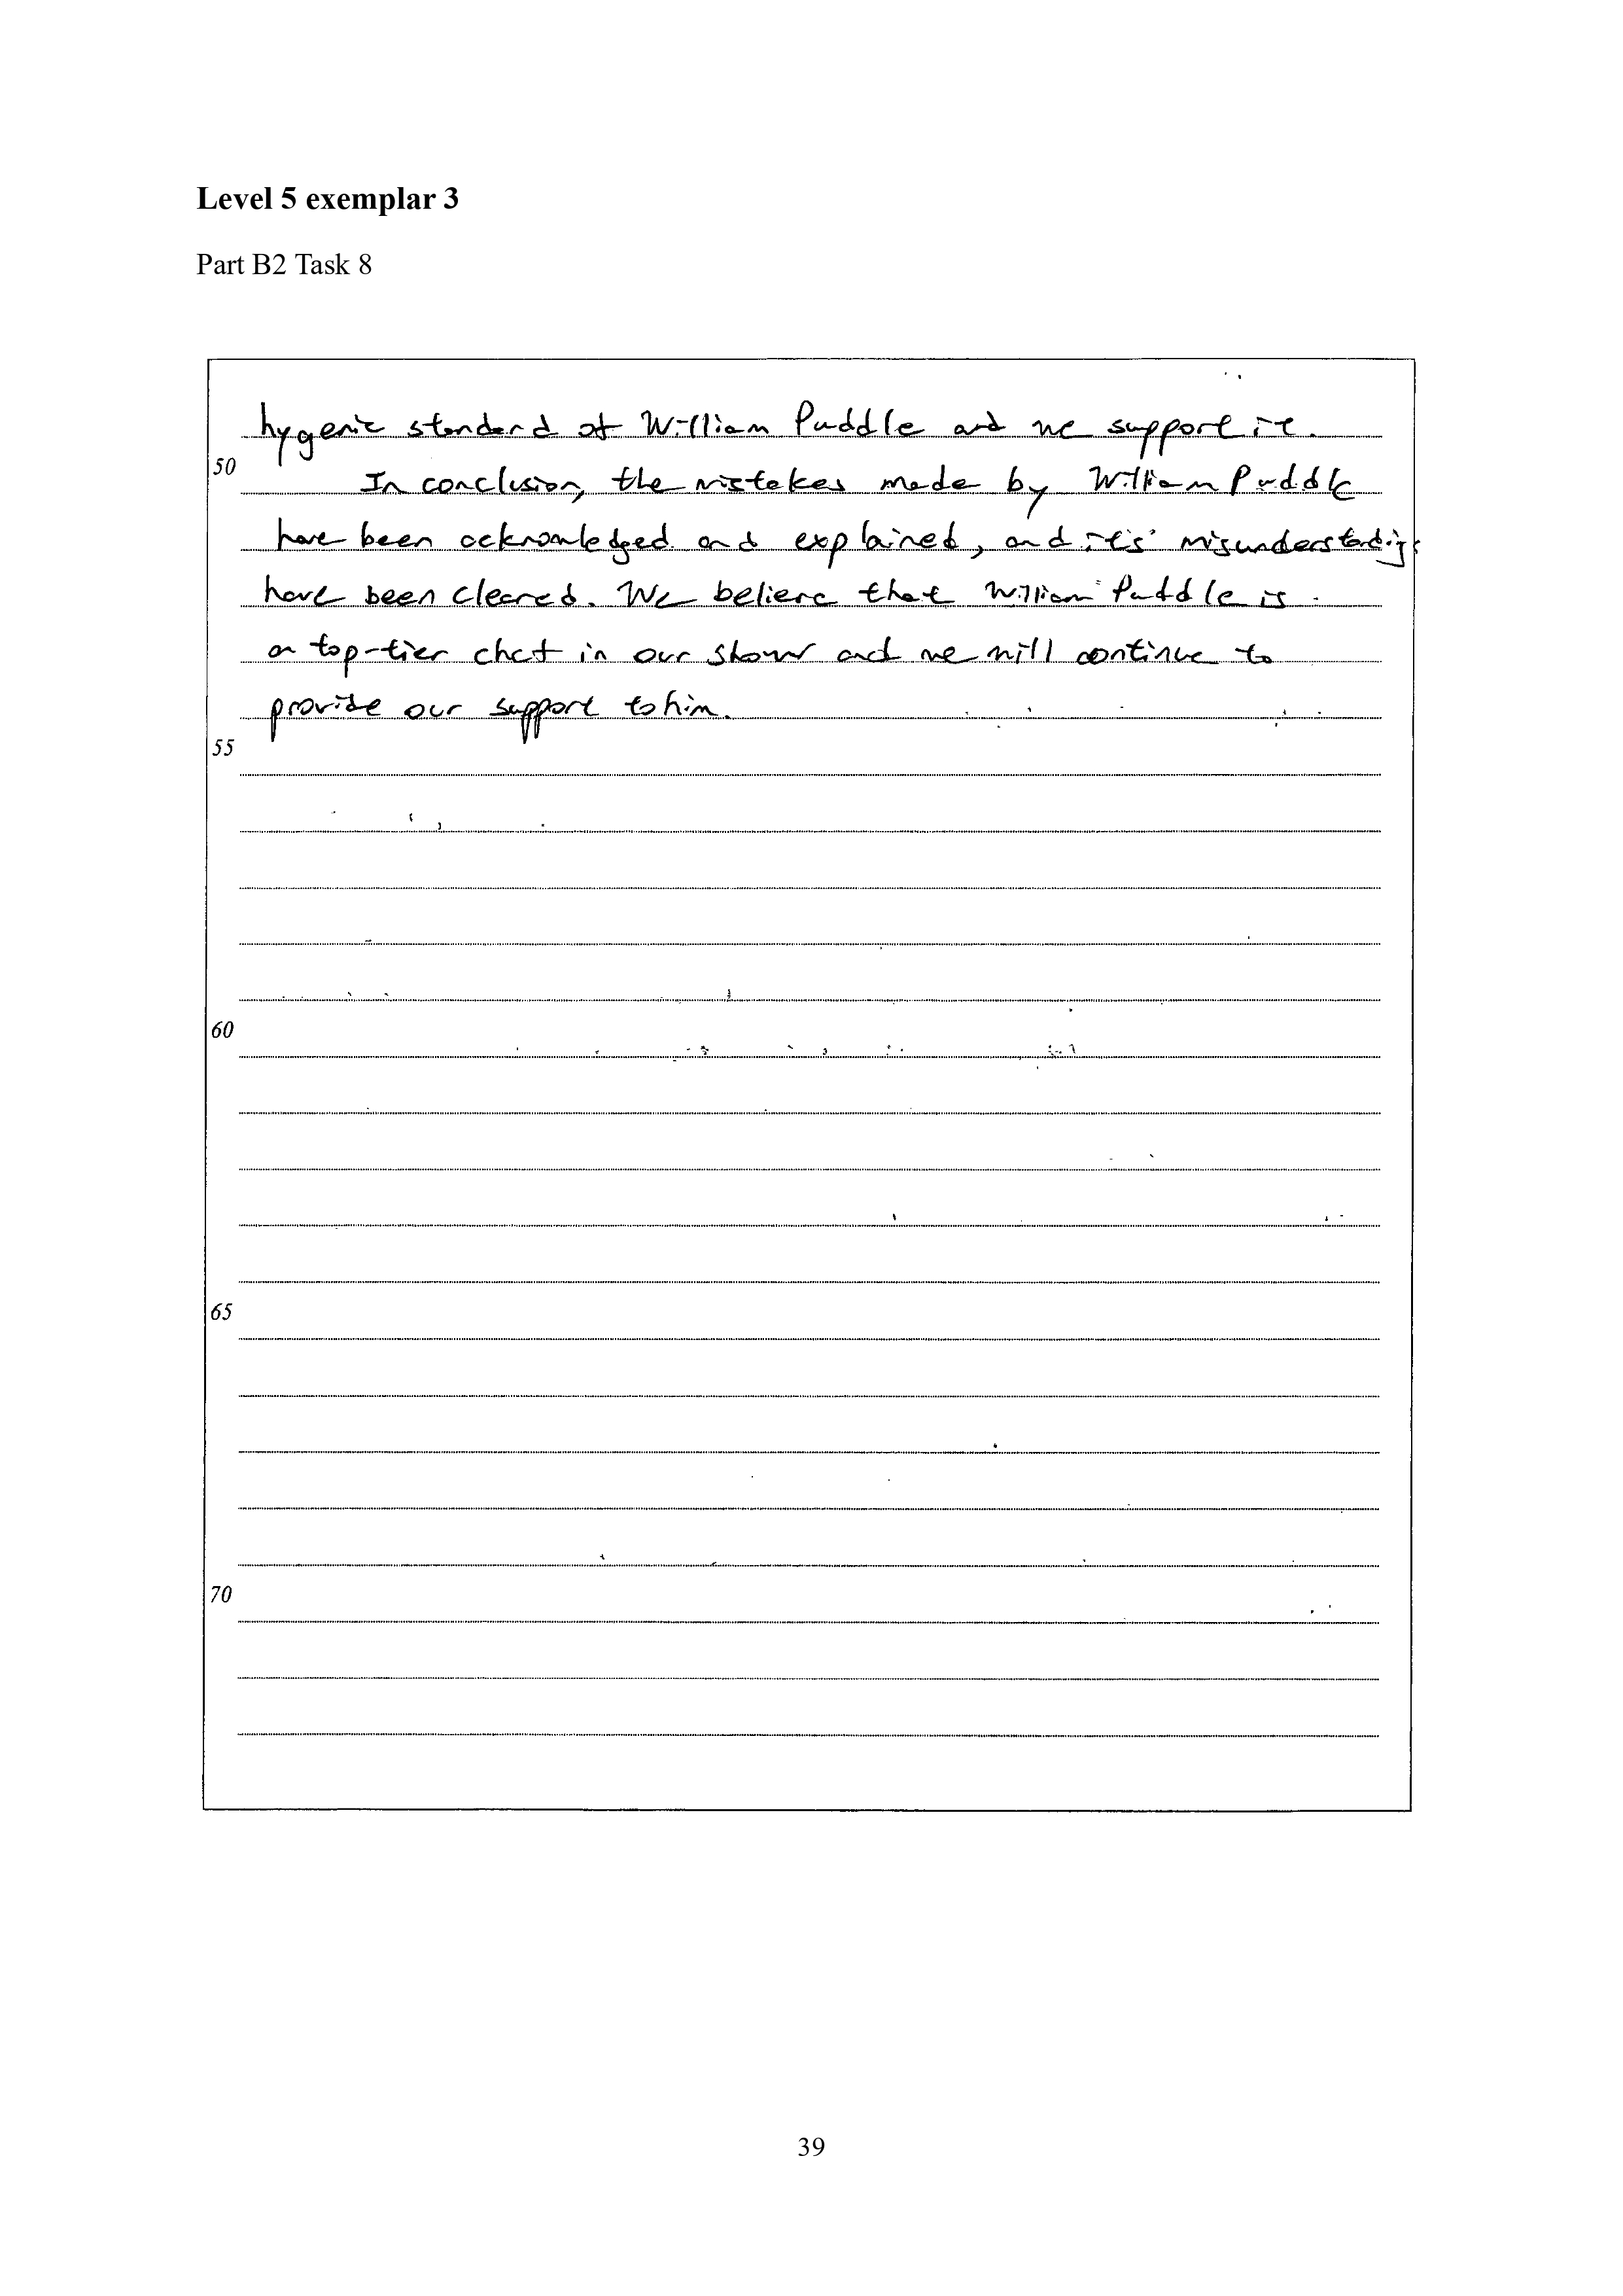 Level 5 exemplar 3
Part B2 Task 8
hygenic standard of William Puddle and we support it.
50
In conclusion, the mistakes made by William Puddle
have been acknowledged and explained, and its' misunderstandings
have been cleared. We believe that William Puddle is
a top-tier chef in our show and we will continue to
provide our support to him.
55
60
65
70
39